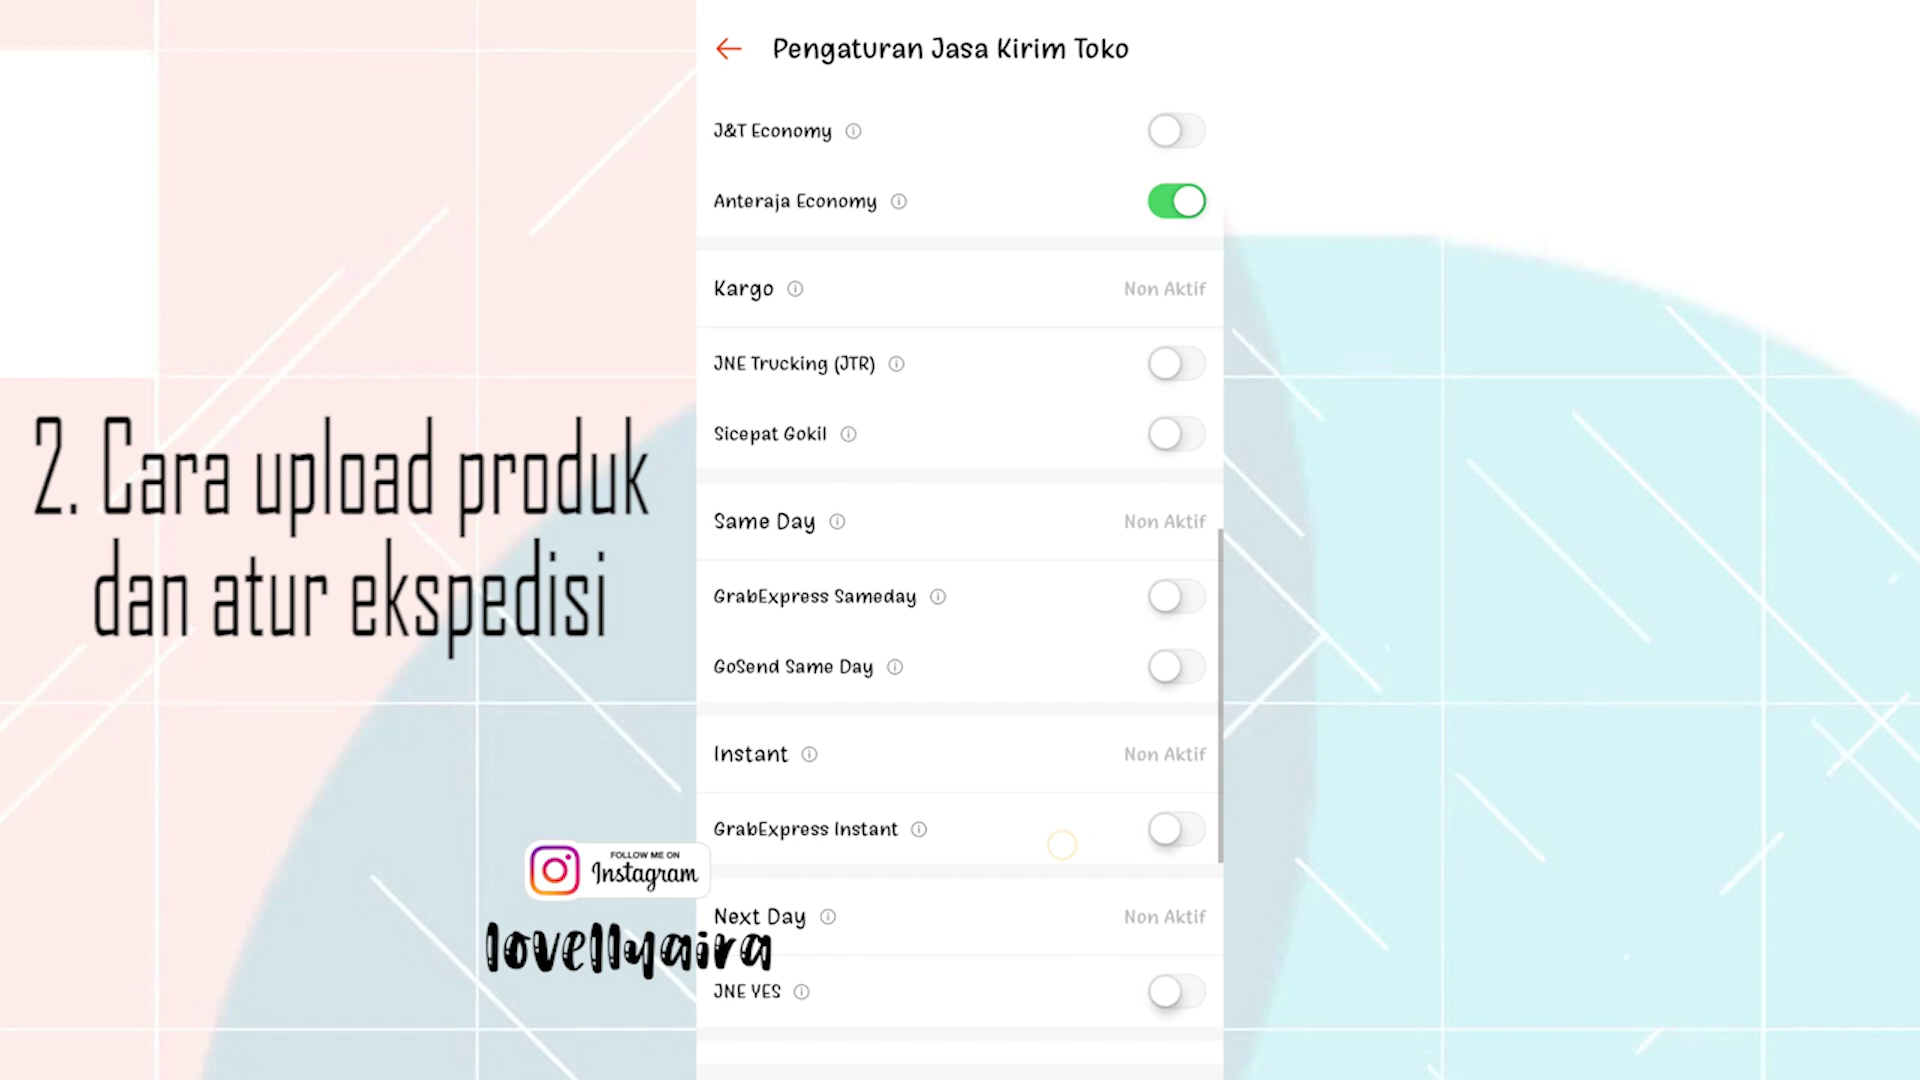 Pengaturan Jasa Kirim Toko
J&T Economy
Anteraja Economy
Kargo
Non Aktif
JNE Trucking (JTR)
Sicepat Gokil
Same Day
Non Aktif
GrabExpress Sameday
GoSend Same Day
Instant
Non Aktif
GrabExpress Instant
Next Day
Non Aktif
JNE YES
2. Cara upload produk
dan atur ekspedisi
FOLLOW ME ON
Instagram
lovellyaira